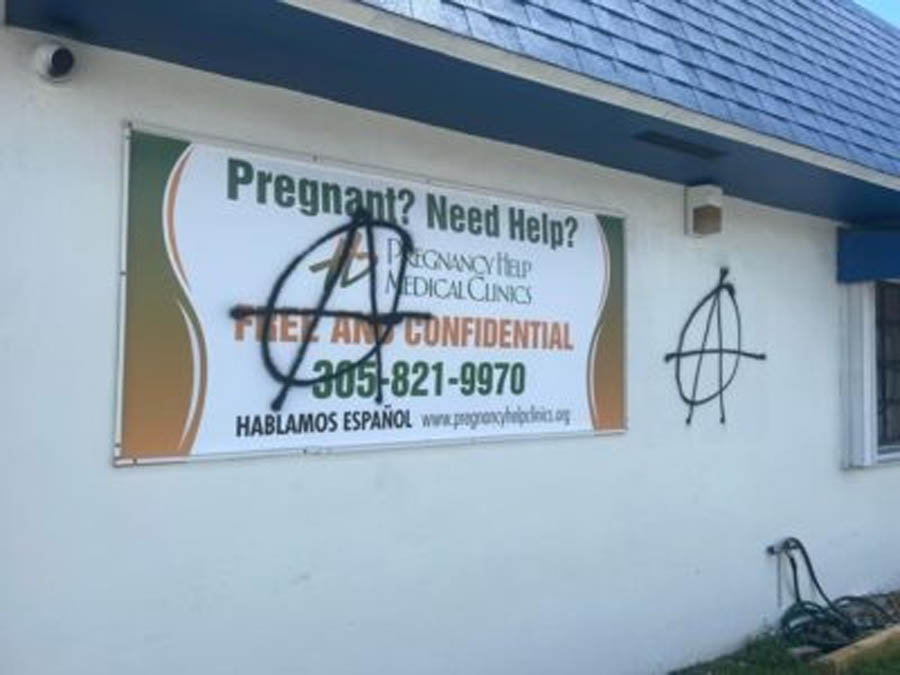 Pregnant? Need Help?
PREGNANCY HELP
MEDICAL CLINICS
FREE AND CONFIDENTIAL
305-821-9970
HABLAMOS ESPAÑOL www.pregnancyhelpclinics.org
A
A